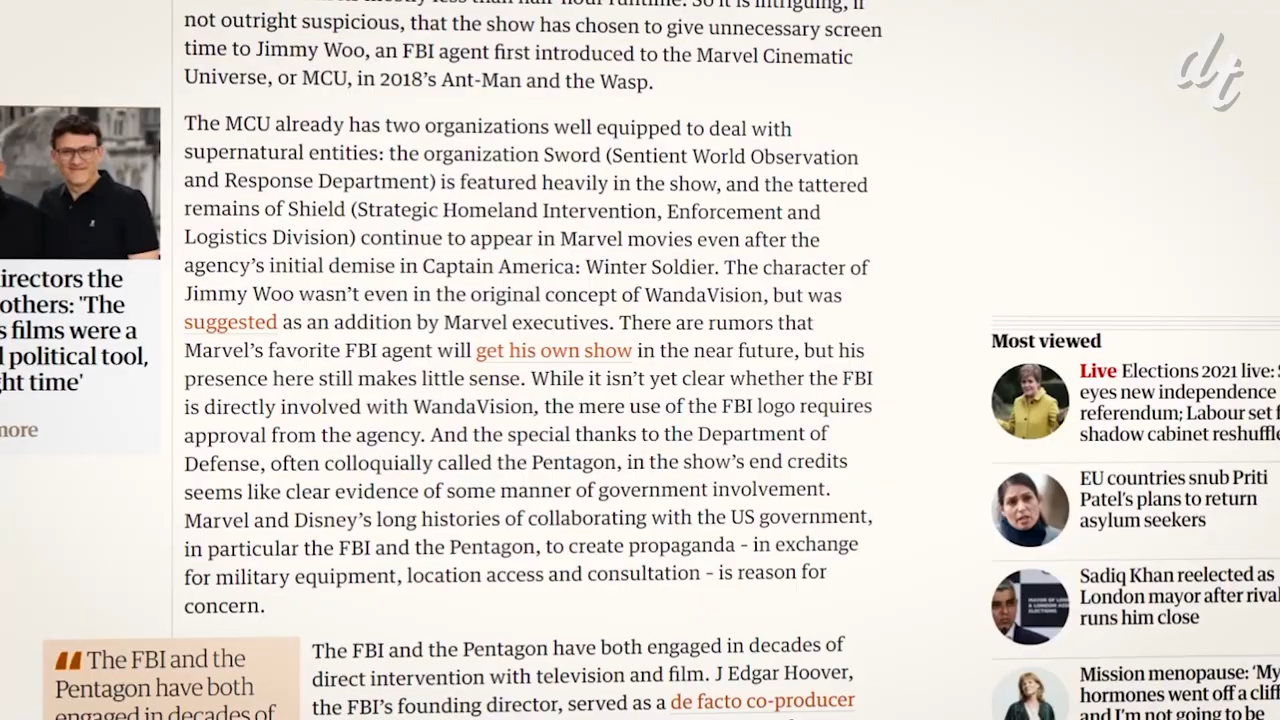 not outright suspicious, that the show has chosen to give unnecessary screen
time to Jimmy Woo, an FBI agent first introduced to the Marvel Cinematic
Universe, or MCU, in 2018's Ant-Man and the Wasp.
The MCU already has two organizations well equipped to deal with
supernatural entities: the organization Sword (Sentient World Observation
and Response Department) is featured heavily in the show, and the tattered
remains of Shield (Strategic Homeland Intervention, Enforcement and
Logistics Division) continue to appear in Marvel movies even after the
agency's initial demise in Captain America: Winter Soldier. The character of
Jimmy Woo wasn't even in the original concept of WandaVision, but was
suggested as an addition by Marvel executives. There are rumors that
Marvel's favorite FBI agent will get his own show in the near future, but his
presence here still makes little sense. While it isn't yet clear whether the FBI
is directly involved with WandaVision, the mere use of the FBI logo requires
approval from the agency. And the special thanks to the Department of
Defense, often colloquially called the Pentagon, in the show's end credits
seems like clear evidence of some manner of government involvement.
Marvel and Disney's long histories of collaborating with the US government,
in particular the FBI and the Pentagon, to create propaganda – in exchange
for military equipment, location access and consultation – is reason for
concern.
The FBI and the Pentagon have both engaged in decades of
direct intervention with television and film. J Edgar Hoover,
the FBI's founding director, served as a de facto co-producer
irectors the
others: 'The
s films were a
l political tool,
ght time'
more
The FBI and the
Pentagon have both
engaged in decades of
dt
Most viewed
Live Elections 2021 live:
eyes new independence
referendum; Labour set
shadow cabinet reshuffle
EU countries snub Priti
Patel's plans to return
asylum seekers
Sadiq Khan reelected as
London mayor after rival
runs him close
Mission menopause: 'My
hormones went off a cliff
and I'm not going to be